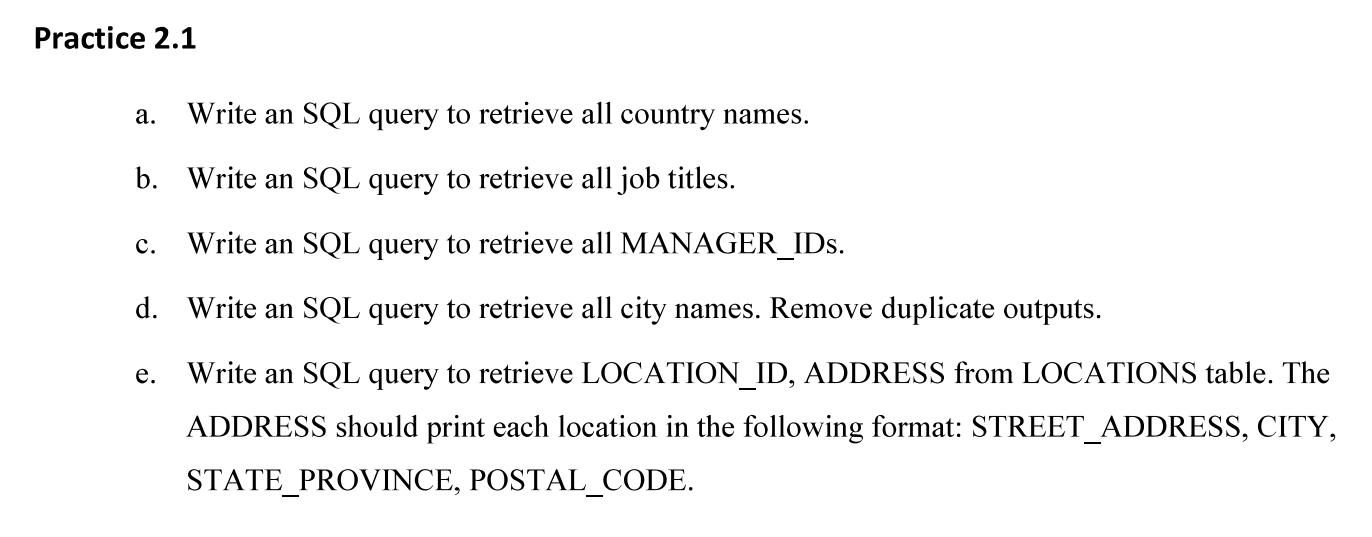 Practice 2.1
a. Write an SQL query to retrieve all country names.
b. Write an SQL query to retrieve all job titles.
c. Write an SQL query to retrieve all MANAGER_IDs.
d. Write an SQL query to retrieve all city names. Remove duplicate outputs.
e. Write an SQL query to retrieve LOCATION_ID, ADDRESS from LOCATIONS table. The
ADDRESS should print each location in the following format: STREET_ADDRESS, CITY,
STATE_PROVINCE, POSTAL_CODE.